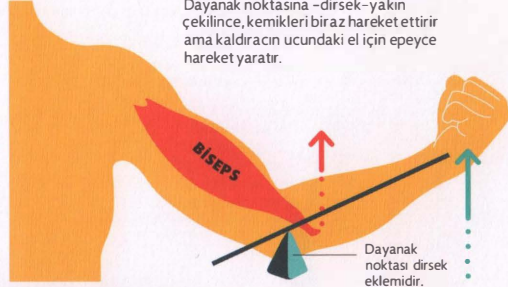 Dayanak noktasına –dirsek– yakın
çekilince, kemikleri biraz hareket ettirir
ama kaldıracın ucundaki el için epeyce
hareket yaratır.
BİSEPS
Dayanak
noktası dirsek
eklemidir.